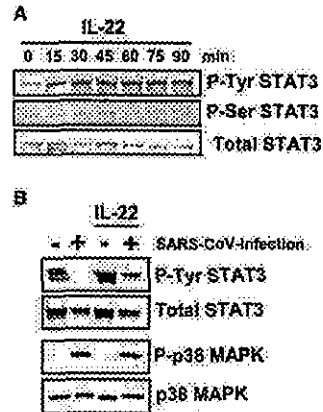 A
IL-22
0 15 30 45 60 75 90 min
P-Tyr STAT3
P-Ser STAT3
Total STAT3
B
IL-22
- + - + SARS-CoV-infection
P-Tyr STAT3
Total STAT3
P-p38 MAPK
p38 MAPK